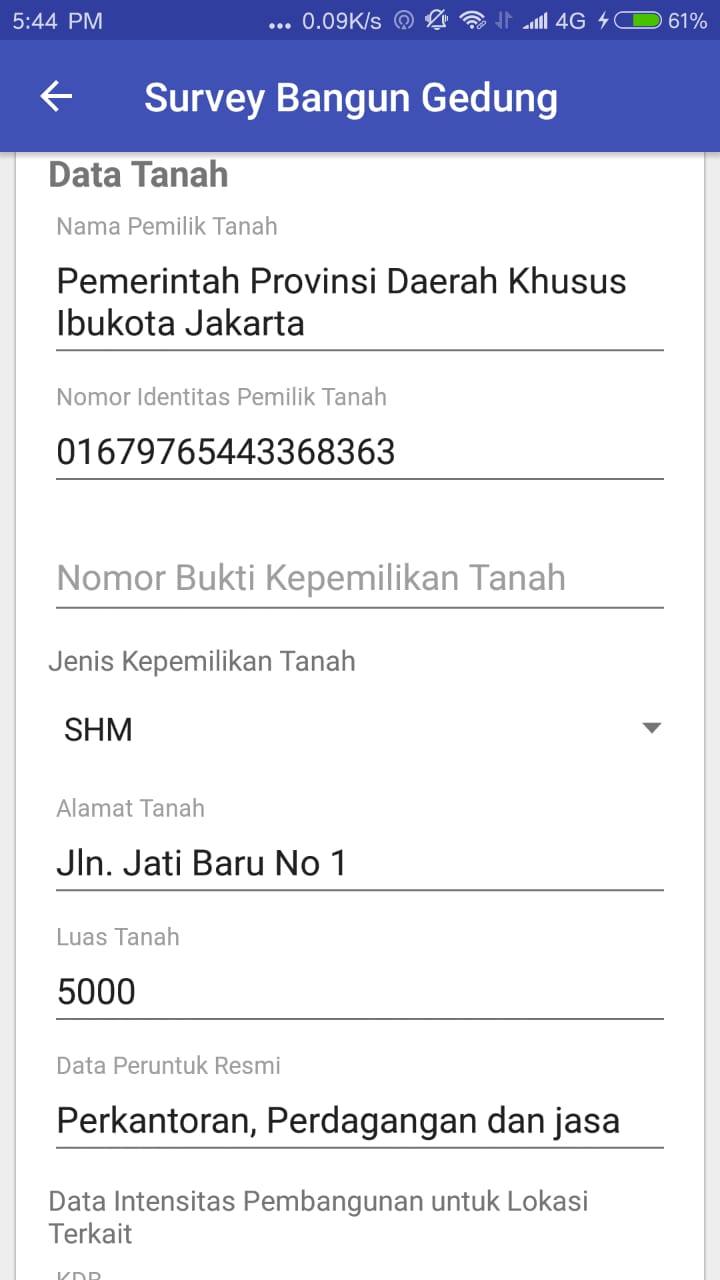 5:44 PM ... 0.09K/s 4G 61%
Survey Bangun Gedung
Data Tanah
Nama Pemilik Tanah
Pemerintah Provinsi Daerah Khusus
Ibukota Jakarta
Nomor Identitas Pemilik Tanah
01679765443368363
Nomor Bukti Kepemilikan Tanah
Jenis Kepemilikan Tanah
SHM
Alamat Tanah
Jln. Jati Baru No 1
Luas Tanah
5000
Data Peruntuk Resmi
Perkantoran, Perdagangan dan jasa
Data Intensitas Pembangunan untuk Lokasi
Terkait